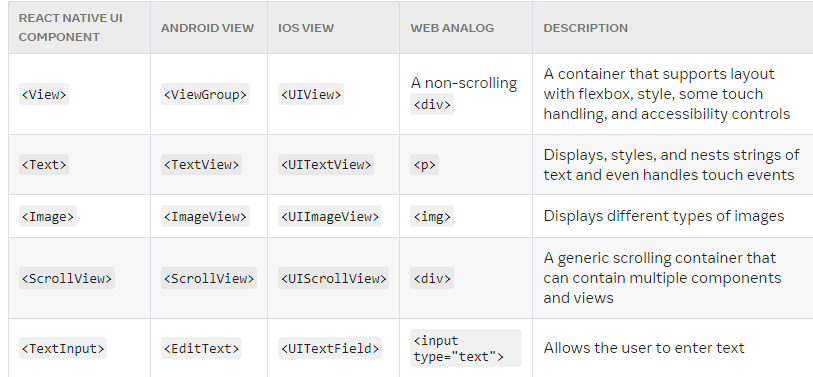 REACT NATIVE UI COMPONENT ANDROID VIEW IOS VIEW WEB ANALOG DESCRIPTION
<View> <ViewGroup> <UIView> A non-scrolling <div> A container that supports layout
with flexbox, style, some touch
handling, and accessibility controls
<Text> <TextView> <UITextView> <p> Displays, styles, and nests strings of
text and even handles touch events
<Image> <ImageView> <UIImageView> <img> Displays different types of images
<ScrollView> <ScrollView> <UIScrollView> <div> A generic scrolling container that
can contain multiple components
and views
<TextInput> <EditText> <UITextField> <input type="text"> Allows the user to enter text